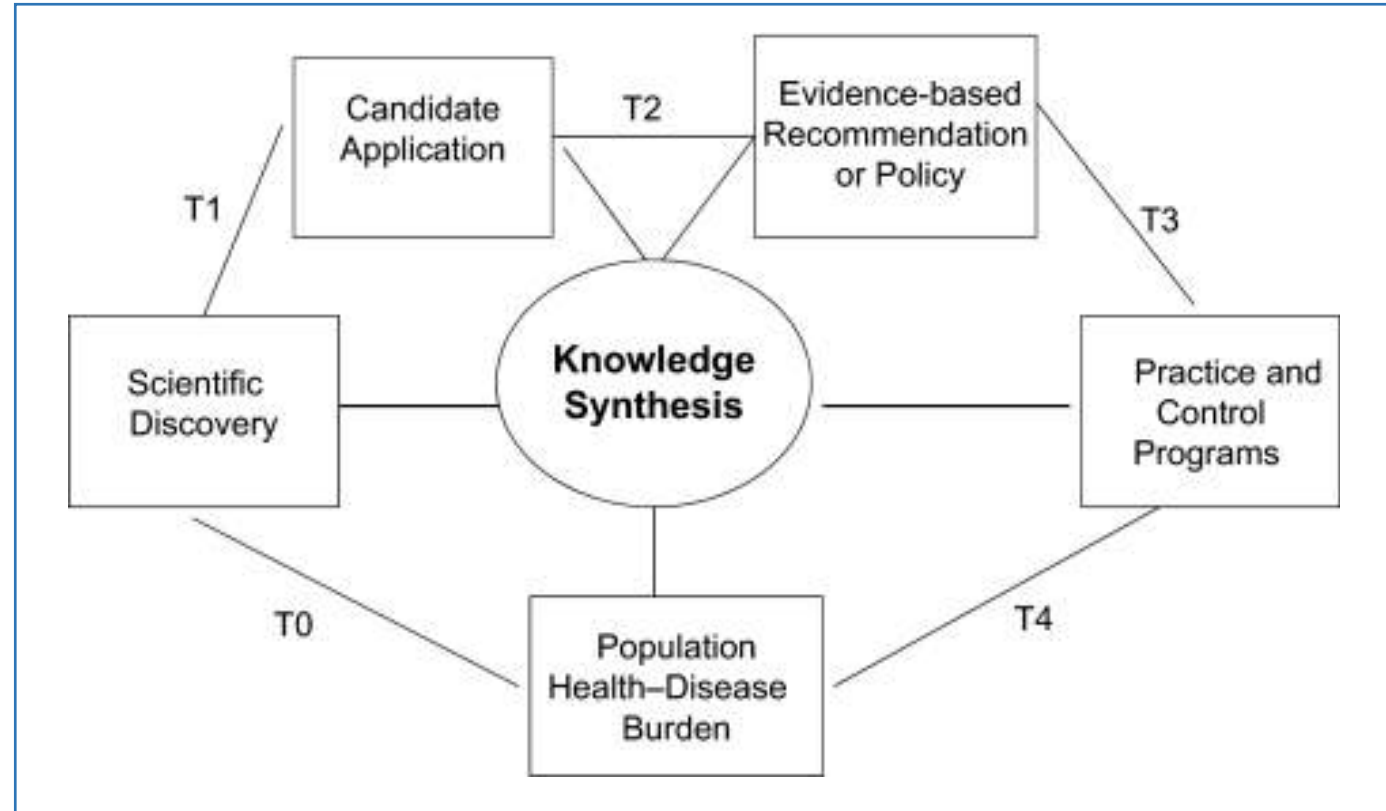 Candidate
Application
T2
Evidence-based
Recommendation
or Policy
T1
T3
Scientific
Discovery
Knowledge
Synthesis
Practice and
Control
Programs
T0
Population
Health–Disease
Burden
T4